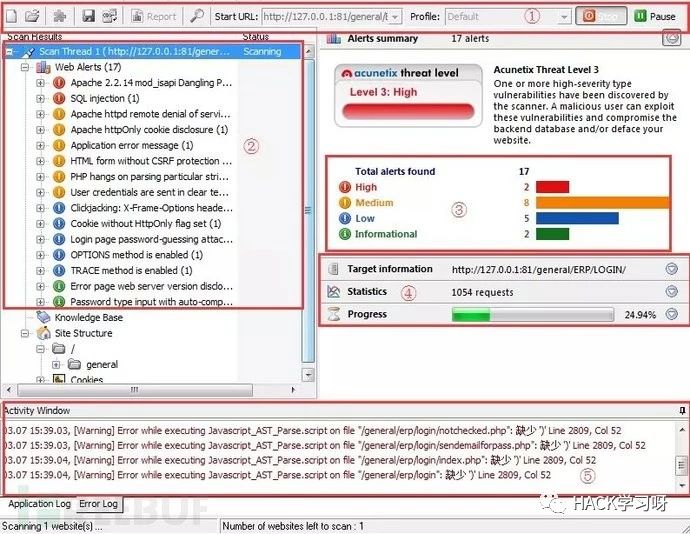 Report Start URL: http://127.0.0.1:81/general/ Profile: Default ① Stop Pause
Scan Results Status
Scan Thread 1 ( http://127.0.0.1:81/gener... Scanning
Web Alerts (17)
Apache 2.2.14 mod_isapi Dangling P...
SQL injection (1)
Apache httpd remote denial of servic...
Apache httpOnly cookie disclosure (1)
Application error message (1)
HTML form without CSRF protection ...
PHP hangs on parsing particular strin...
User credentials are sent in clear te...
Clickjacking: X-Frame-Options heade...
Cookie without HttpOnly flag set (1)
Login page password-guessing attac...
OPTIONS method is enabled (1)
TRACE method is enabled (1)
Error page web server version disclo...
Password type input with auto-comp...
Knowledge Base
Site Structure
/
general
Cookies
②
Alerts summary 17 alerts
acunetix threat level
Level 3: High
Acunetix Threat Level 3
One or more high-severity type
vulnerabilities have been discovered by
the scanner. A malicious user can exploit
these vulnerabilities and compromise the
backend database and/or deface your
website.
Total alerts found 17
High 2
Medium 8
Low 5
Informational 2
③
Target information http://127.0.0.1:81/general/ERP/LOGIN/
Statistics ④ 1054 requests
Progress 24.94%
Activity Window
03.07 15:39.03, [Warning] Error while executing Javascript_AST_Parse.script on file "/general/erp/login/notchecked.php": 缺少 ')' Line 2809, Col 52
03.07 15:39.03, [Warning] Error while executing Javascript_AST_Parse.script on file "/general/erp/login/sendemailforpass.php": 缺少 ')' Line 2809, Col 52
03.07 15:39.04, [Warning] Error while executing Javascript_AST_Parse.script on file "/general/erp/login/index.php": 缺少 ')' Line 2809, Col 52
03.07 15:39.04, [Warning] Error while executing Javascript_AST_Parse.script on file "/general/erp/login": 缺少 ')' Line 2809, Col 52
⑤
Application Log Error Log
HACK学习呀
Scanning 1 website(s) ... Number of websites left to scan : 1